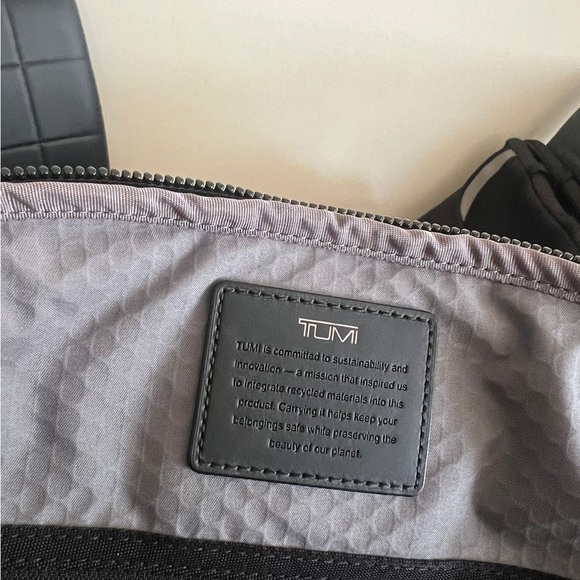 TUMI
TUMI is committed to sustainability and
innovation — a mission that inspired us
to integrate recycled materials into this
product. Carrying it helps keep your
belongings safe while preserving the
beauty of our planet.